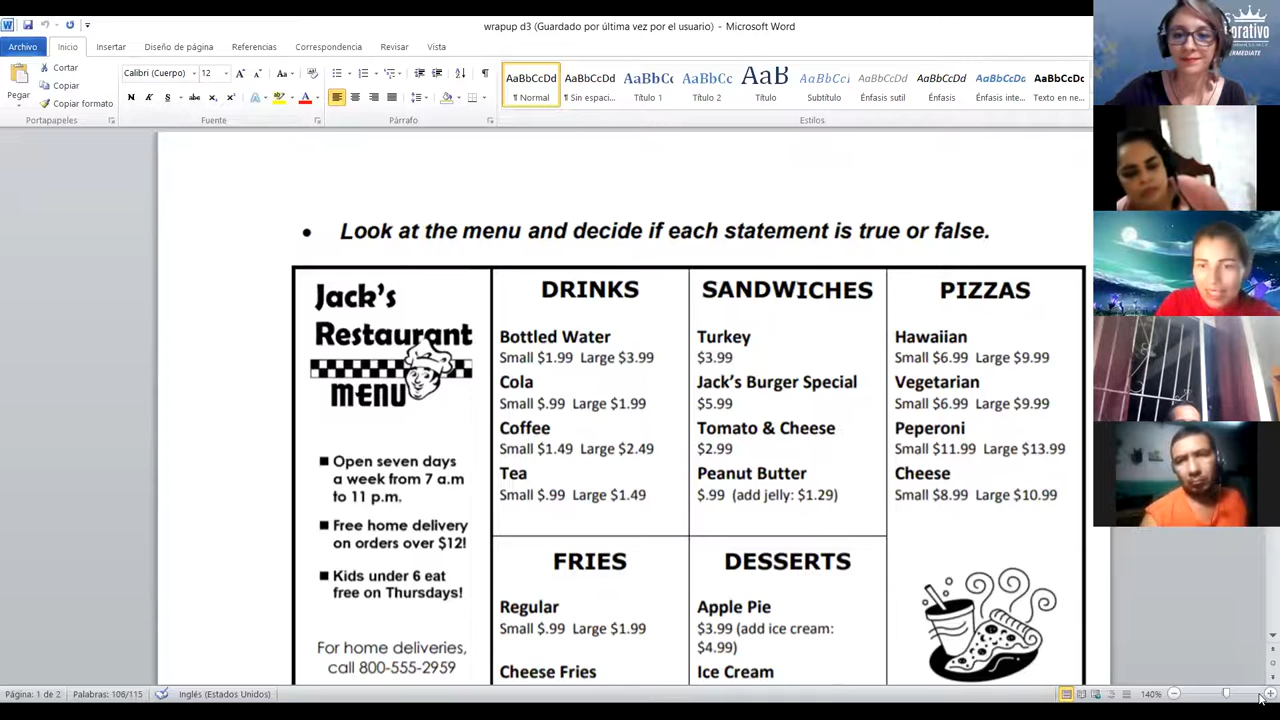 wrapup d3 (Guardado por última vez por el usuario) - Microsoft Word
Archivo Inicio Insertar Diseño de página Referencias Correspondencia Revisar Vista
Pegar
Cortar
Copiar
Copiar formato
Portapapeles
Calibri (Cuerpo) 12
Fuente
Párrafo
AaBbCcDd AaBbCcDd AaBbC AaBbCc AaB AaBbCc AaBbCcDd AaBbCcDd AaBbCcDd AaBbCcDc
¶ Normal ¶ Sin espaci... Título 1 Título 2 Título Subtítulo Énfasis sutil Énfasis Énfasis inte... Texto en ne...
Estilos
• Look at the menu and decide if each statement is true or false.
Jack's
Restaurant
MENU
Open seven days
a week from 7 a.m
to 11 p.m.
Free home delivery
on orders over $12!
Kids under 6 eat
free on Thursdays!
For home deliveries,
call 800-555-2959
DRINKS
Bottled Water
Small $1.99 Large $3.99
Cola
Small $.99 Large $1.99
Coffee
Small $1.49 Large $2.49
Tea
Small $.99 Large $1.49
SANDWICHES
Turkey
$3.99
Jack's Burger Special
$5.99
Tomato & Cheese
$2.99
Peanut Butter
$.99 (add jelly: $1.29)
PIZZAS
Hawaiian
Small $6.99 Large $9.99
Vegetarian
Small $6.99 Large $9.99
Peperoni
Small $11.99 Large $13.99
Cheese
Small $8.99 Large $10.99
FRIES
Regular
Small $.99 Large $1.99
Cheese Fries
DESSERTS
Apple Pie
$3.99 (add ice cream:
$4.99)
Ice Cream
Página: 1 de 2 Palabras: 106/115 Inglés (Estados Unidos) 140%